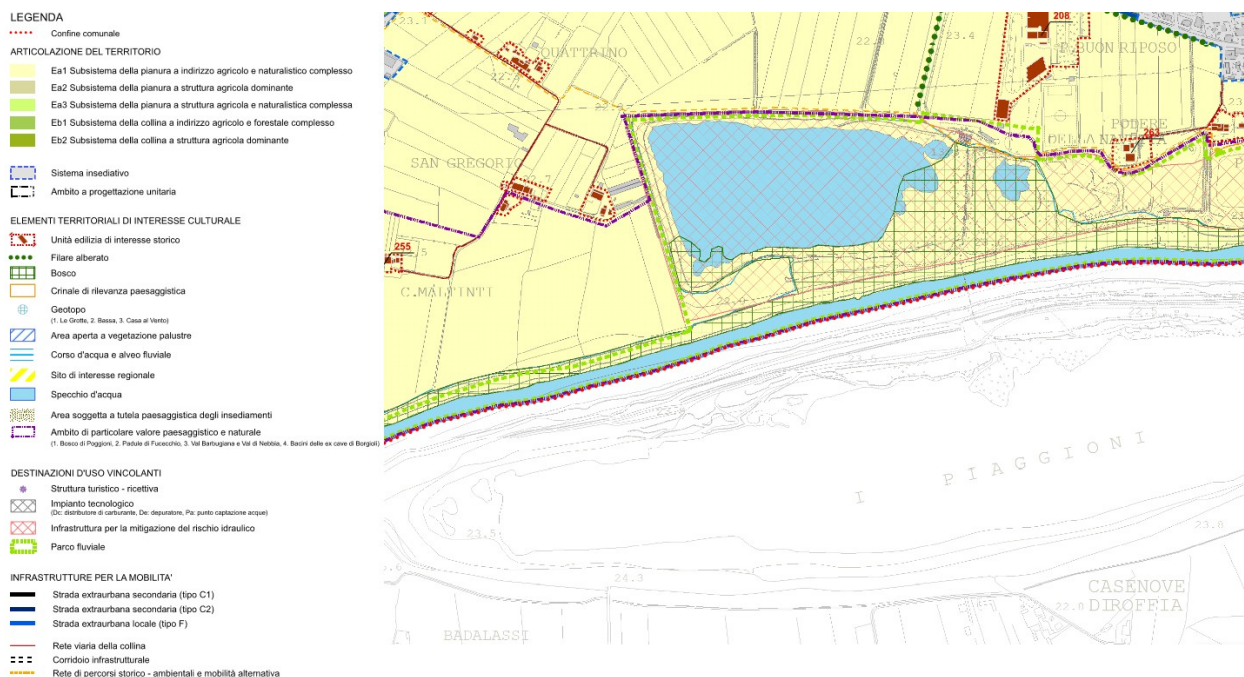 LEGENDA
Confine comunale
ARTICOLAZIONE DEL TERRITORIO
Ea1 Subsistema della pianura a indirizzo agricolo e naturalistico complesso
Ea2 Subsistema della pianura a struttura agricola dominante
Ea3 Subsistema della pianura a struttura agricola e naturalistica complessa
Eb1 Subsistema della collina a indirizzo agricolo e forestale complesso
Eb2 Subsistema della collina a struttura agricola dominante
Sistema insediativo
Ambito a progettazione unitaria
ELEMENTI TERRITORIALI DI INTERESSE CULTURALE
Unità edilizia di interesse storico
Filare alberato
Bosco
Crinale di rilevanza paesaggistica
Geotopo
(1. Le Grotte, 2. Bassa, 3. Casa al Vento)
Area aperta a vegetazione palustre
Corso d'acqua e alveo fluviale
Sito di interesse regionale
Specchio d'acqua
Area soggetta a tutela paesaggistica degli insediamenti
Ambito di particolare valore paesaggistico e naturale
(1. Bosco di Poggioni, 2. Padule di Fucecchio, 3. Val Barbugiana e Val di Nebbia, 4. Bacini delle ex cave di Borgioli)
DESTINAZIONI D'USO VINCOLANTI
Struttura turistico - ricettiva
Impianto tecnologico
(Dc: distributore di carburante, De: depuratore, Pa: punto captazione acque)
Infrastruttura per la mitigazione del rischio idraulico
Parco fluviale
INFRASTRUTTURE PER LA MOBILITA'
Strada extraurbana secondaria (tipo C1)
Strada extraurbana secondaria (tipo C2)
Strada extraurbana locale (tipo F)
Rete viaria della collina
Corridoio infrastrutturale
Rete di percorsi storico - ambientali e mobilità alternativa
23.1
208
QUATTRINO
22.8
23.4
P. BUON RIPOSO
PODERE
263
SAN GREGORIO
255
C. MALTINTI
22.9
I PIAGGIONI
23.5
23.6
24.3
CASENOVE
DIROFFIA
22.8
BADALASSI